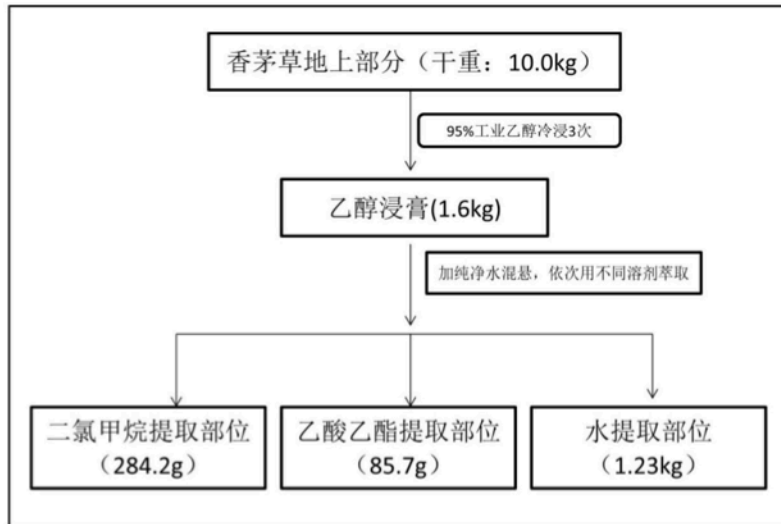 香茅草地上部分（干重：10.0kg）
95%工业乙醇冷浸3次
乙醇浸膏(1.6kg)
加纯净水混悬，依次用不同溶剂萃取
二氯甲烷提取部位
（284.2g）
乙酸乙酯提取部位
（85.7g）
水提取部位
（1.23kg）